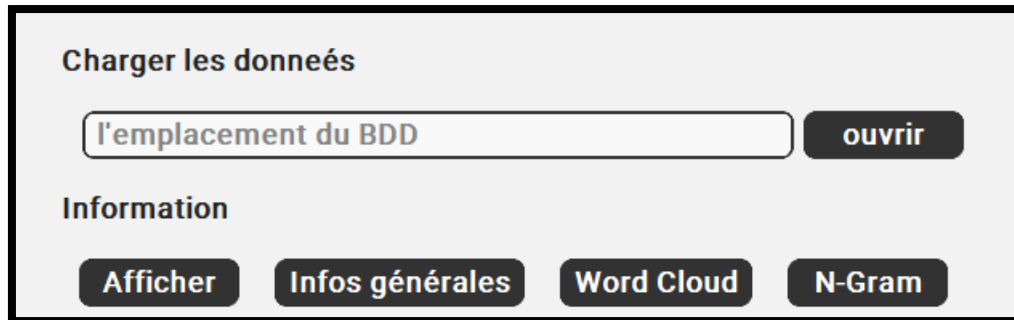 Charger les donneés
l'emplacement du BDD ouvrir
Information
Afficher Infos générales Word Cloud N-Gram